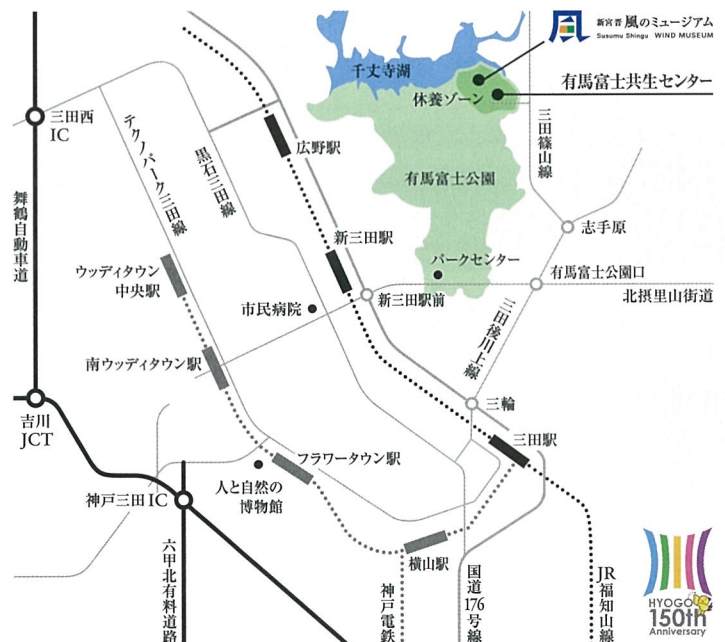 新宮晋 風のミュージアム
Susumu Shingu WIND MUSEUM
千丈寺湖
有馬富士共生センター
休養ゾーン
三田西
IC
テクノパーク三田線
黒石三田線
広野駅
三田篠山線
有馬富士公園
舞鶴自動車道
新三田駅
志手原
パークセンター
ウッディタウン
中央駅
有馬富士公園口
市民病院
新三田駅前
北摂里山街道
三田後川上線
南ウッディタウン駅
三輪
吉川
JCT
三田駅
フラワータウン駅
人と自然の
博物館
神戸三田IC
横山駅
六甲北有料道路
神戸電鉄
国道176号線
JR福知山線
HYOGO
150th
Anniversary